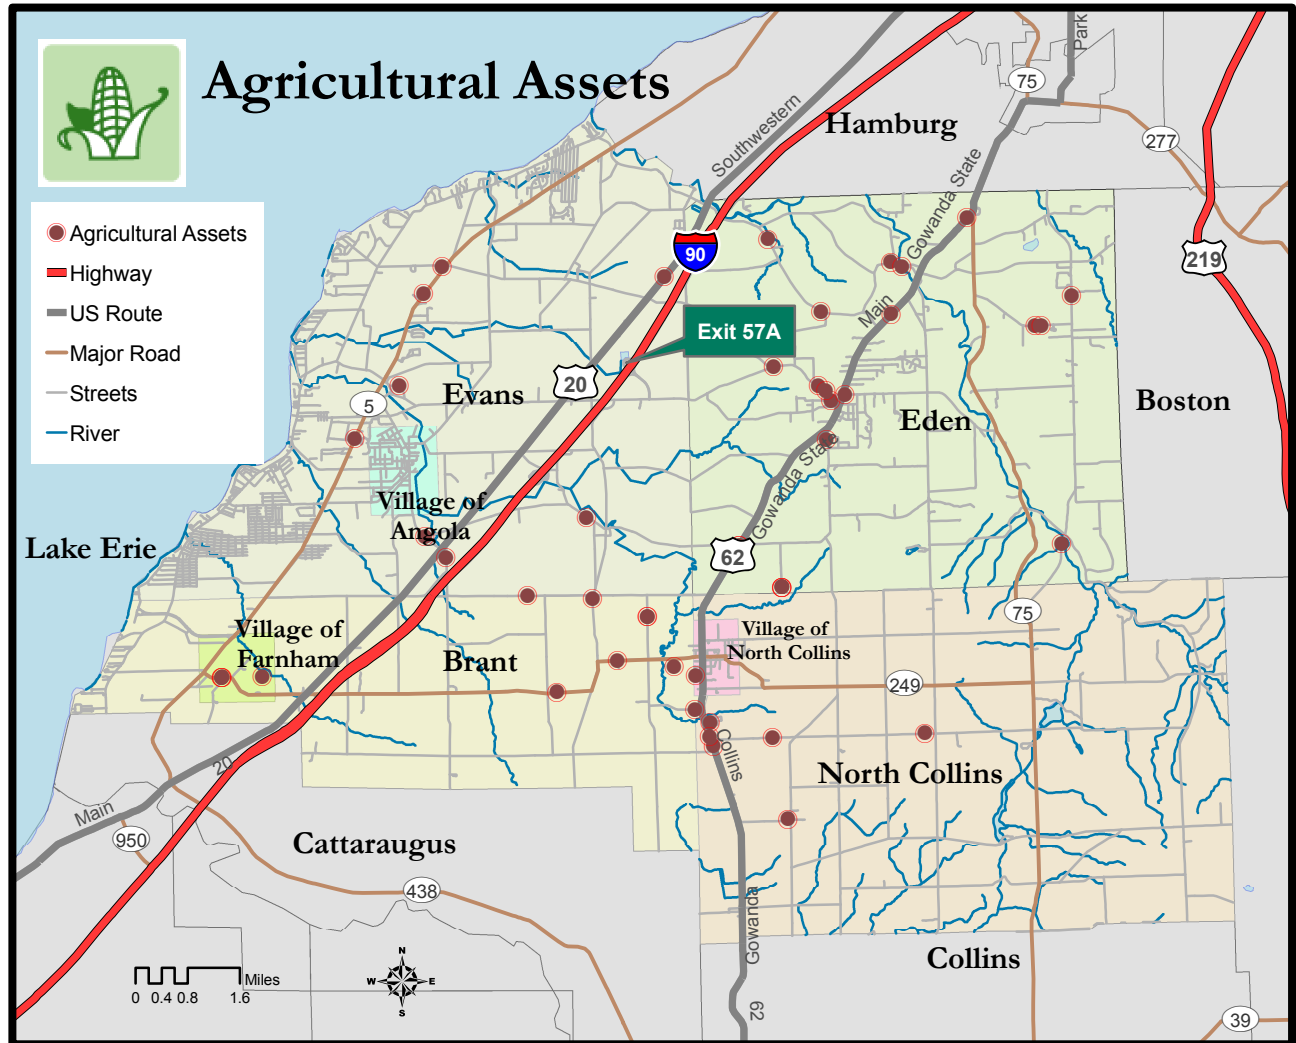 Agricultural Assets
Agricultural Assets
Highway
US Route
Major Road
Streets
River
Hamburg
Southwestern
Park
75
277
Gowanda State
90
219
Main
Exit 57A
20
Evans
5
Eden
Boston
Village of
Angola
Gowanda State
Lake Erie
62
75
Village of
Farnham
Brant
Village of
North Collins
249
Collins
North Collins
20
Main
950
Cattaraugus
438
Gowanda
Collins
62
39
N
W
E
S
Miles
0 0.4 0.8 1.6